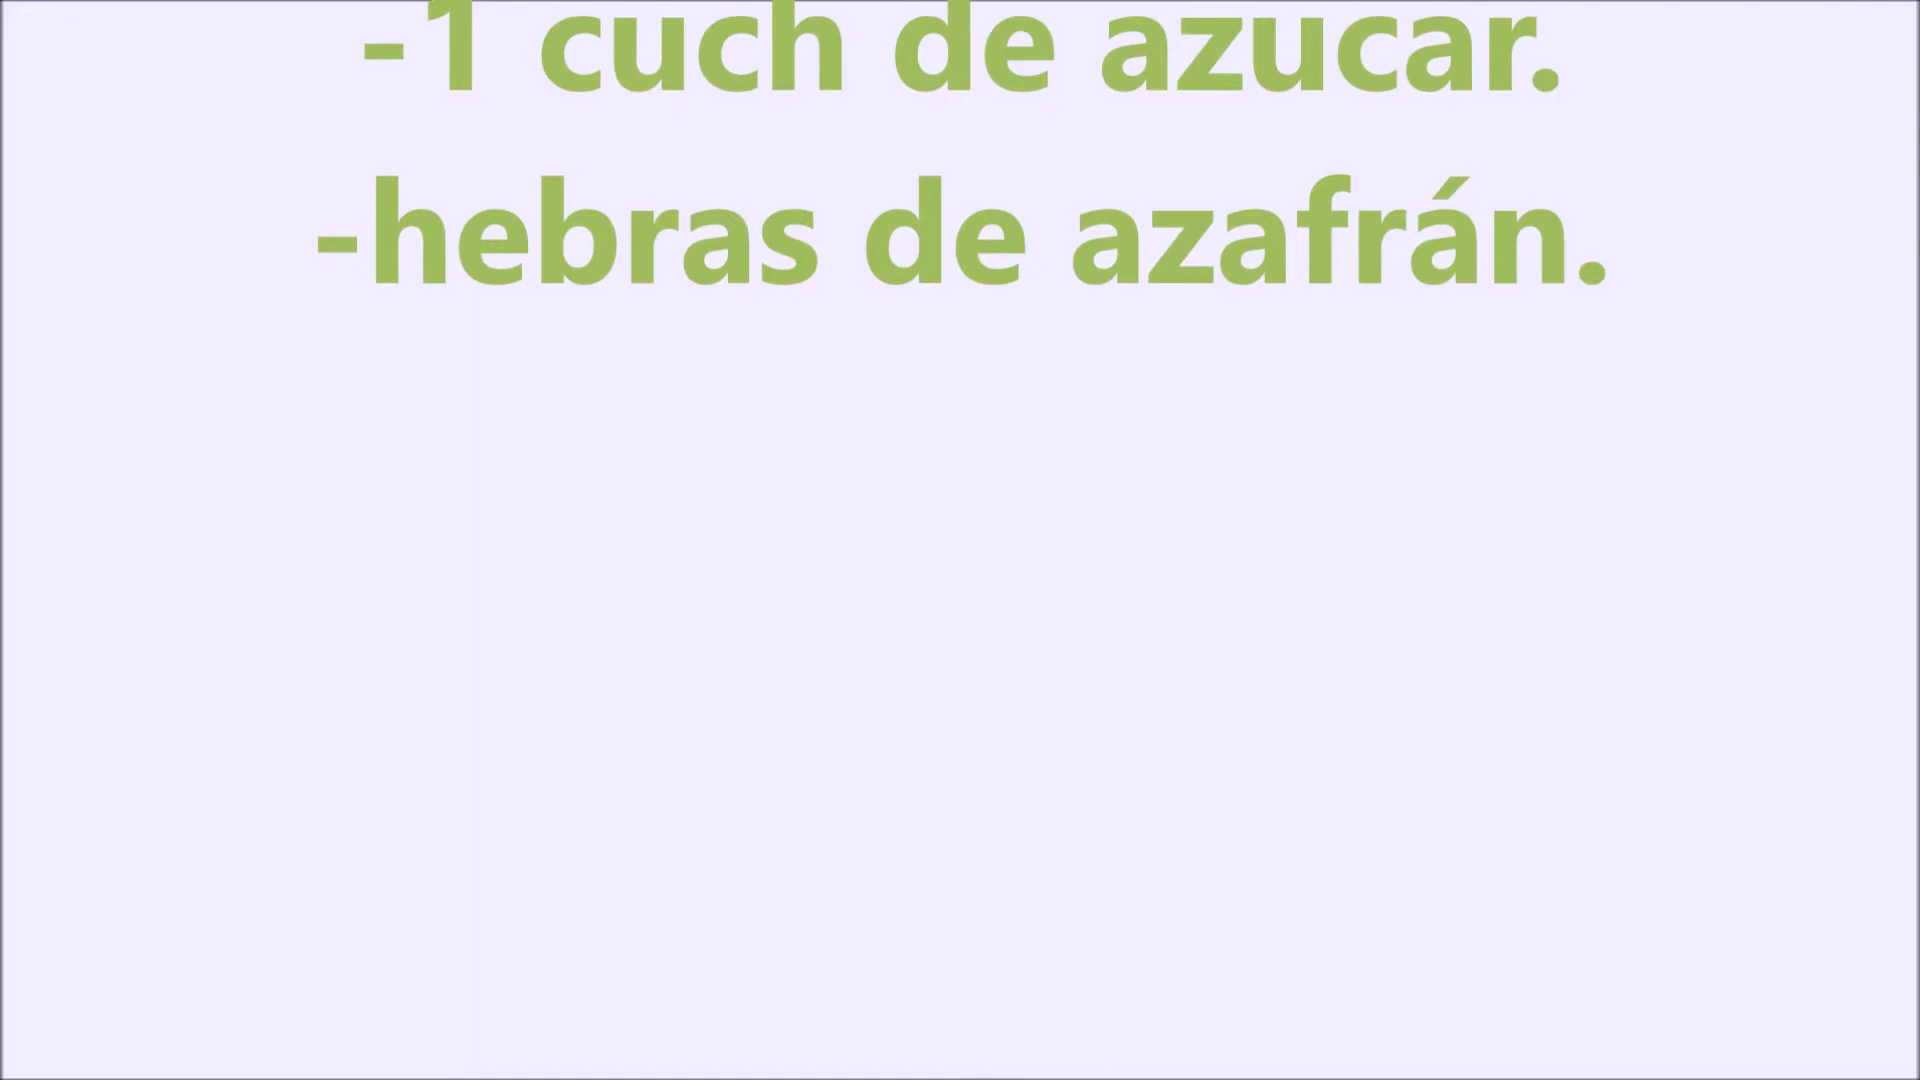 -1 cuch de azucar.
-hebras de azafrán.